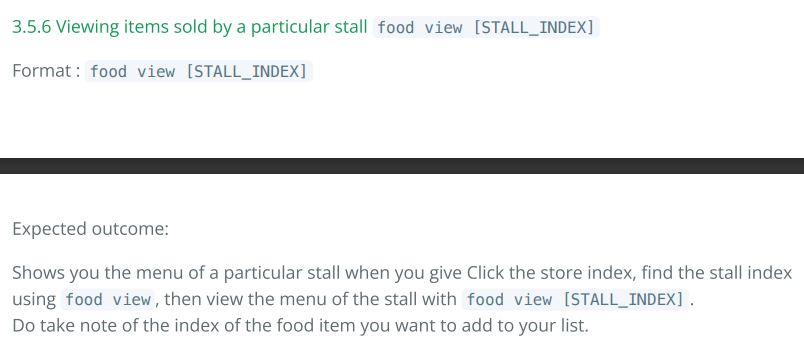 3.5.6 Viewing items sold by a particular stall food view [STALL_INDEX]
Format : food view [STALL_INDEX]
Expected outcome:
Shows you the menu of a particular stall when you give Click the store index, find the stall index
using food view, then view the menu of the stall with food view [STALL_INDEX].
Do take note of the index of the food item you want to add to your list.